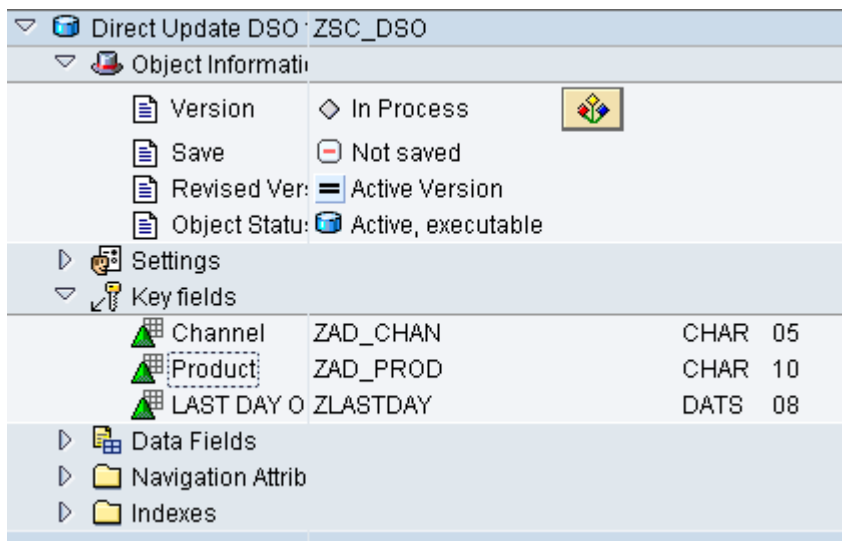 Direct Update DSO ZSC_DSO
Object Informati
Version In Process
Save Not saved
Revised Ver Active Version
Object Statu Active, executable
Settings
Key fields
Channel ZAD_CHAN CHAR 05
Product ZAD_PROD CHAR 10
LAST DAY O ZLASTDAY DATS 08
Data Fields
Navigation Attrib
Indexes